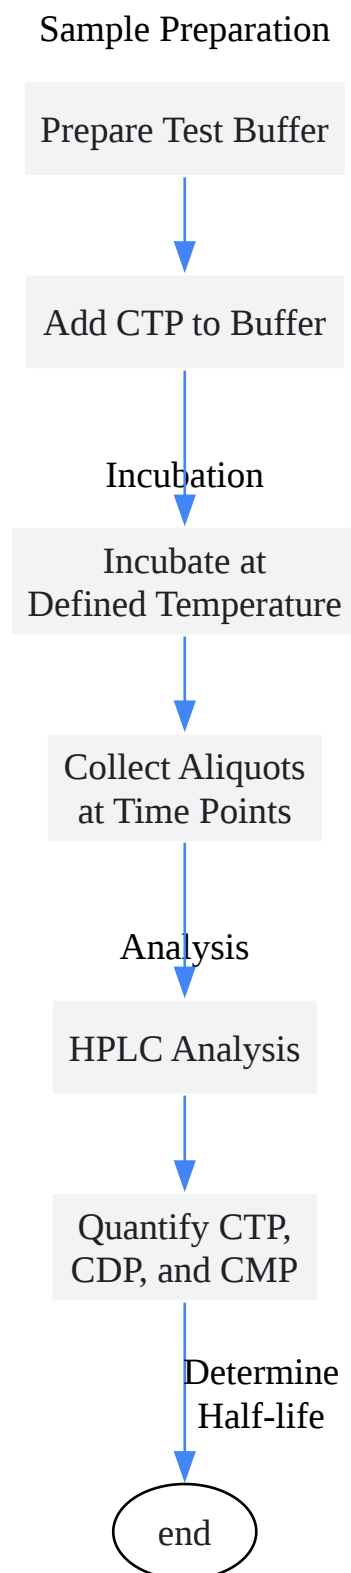 Sample Preparation
Prepare Test Buffer
Add CTP to Buffer
Incubation
Incubate at
Defined Temperature
Collect Aliquots
at Time Points
Analysis
HPLC Analysis
Quantify CTP,
CDP, and CMP
Determine
Half-life
end